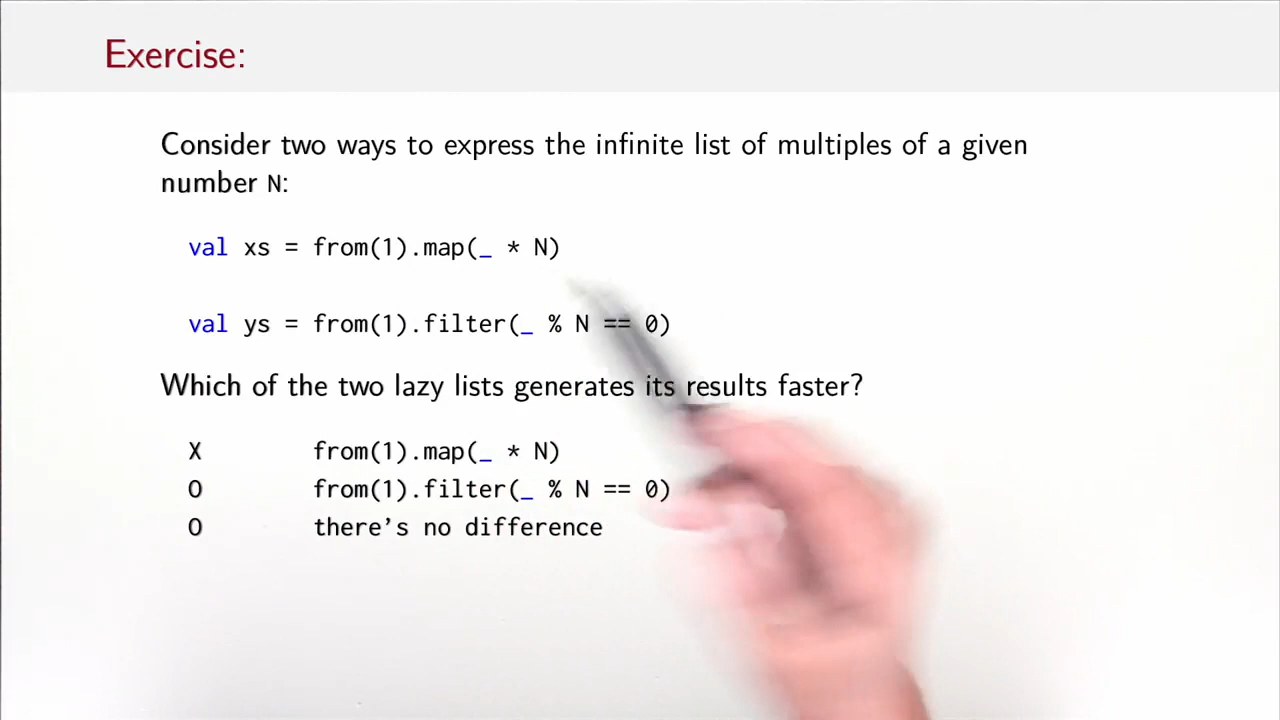 Exercise:
Consider two ways to express the infinite list of multiples of a given
number N:
val xs = from(1).map(_ * N)
val ys = from(1).filter(_ % N == 0)
Which of the two lazy lists generates its results faster?
X from(1).map(_ * N)
O from(1).filter(_ % N == 0)
O there's no difference